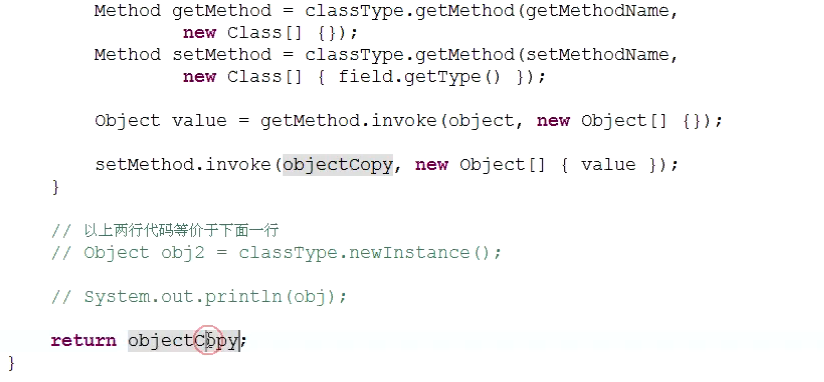 Method getMethod = classType.getMethod(getMethodName,
new Class[] {});
Method setMethod = classType.getMethod(setMethodName,
new Class[] { field.getType() });
Object value = getMethod.invoke(object, new Object[] {});
setMethod.invoke(objectCopy, new Object[] { value });
}
// 以上两行代码等价于下面一行
// Object obj2 = classType.newInstance();
// System.out.println(obj);
return objectCopy;
}